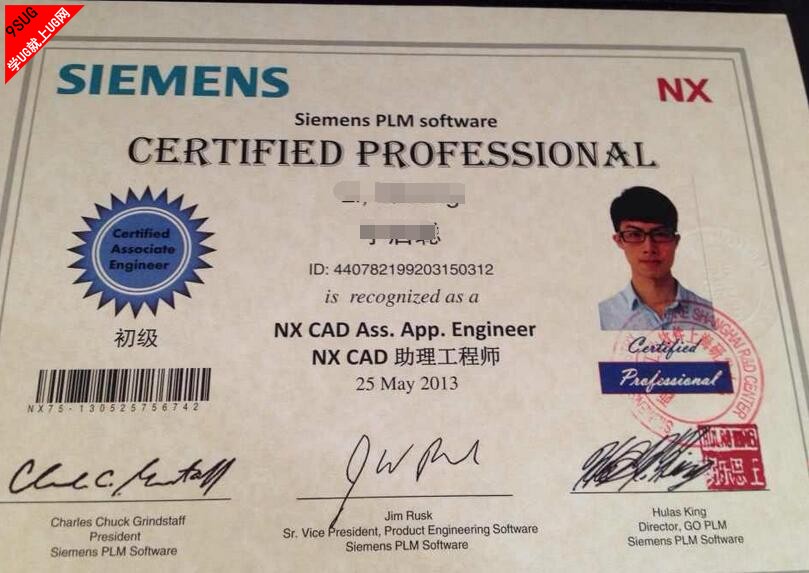 9SUG
学UG就上UG网
SIEMENS
NX
Siemens PLM software
CERTIFIED PROFESSIONAL
Certified
Associate
Engineer
初级
ID: 440782199203150312
is recognized as a
NX CAD Ass. App. Engineer
NX CAD 助理工程师
25 May 2013
NX75-130525756742
Certified
Professional
SHANGHAI R&D CENTER
Charles Chuck Grindstaff
President
Siemens PLM Software
Jim Rusk
Sr. Vice President, Product Engineering Software
Siemens PLM Software
Hulas King
Director, GO PLM
Siemens PLM Software